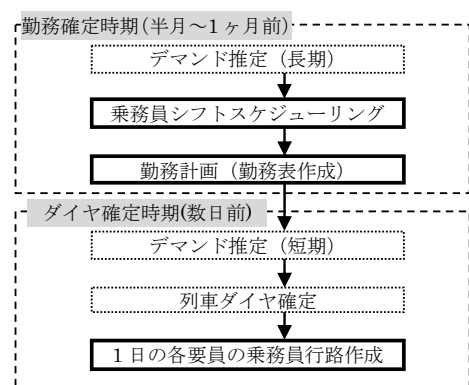 勤務確定時期(半月～1ヶ月前)
デマンド推定（長期）
乗務員シフトスケジューリング
勤務計画（勤務表作成）
ダイヤ確定時期(数日前)
デマンド推定（短期）
列車ダイヤ確定
１日の各要員の乗務員行路作成